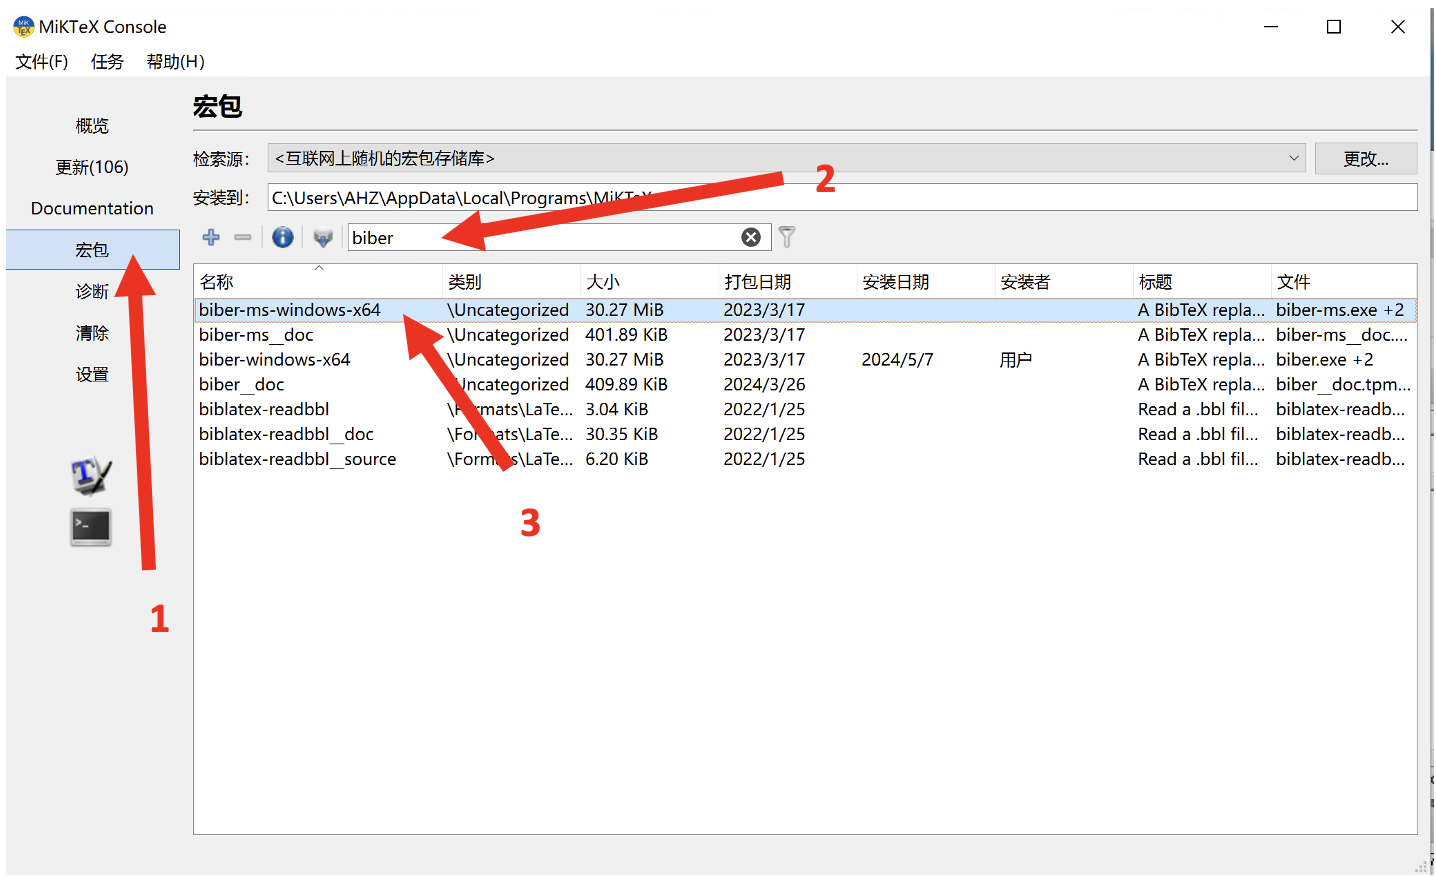 MiKTeX Console
文件(F) 任务 帮助(H)
宏包
概览
更新(106)
Documentation
宏包
诊断
清除
设置
检索源: <互联网上随机的宏包存储库> 更改...
安装到: C:\Users\AHZ\AppData\Local\Programs\MiKTeX
biber
名称 类别 大小 打包日期 安装日期 安装者 标题 文件
biber-ms-windows-x64 \Uncategorized 30.27 MiB 2023/3/17 A BibTeX repla... biber-ms.exe +2
biber-ms__doc \Uncategorized 401.89 KiB 2023/3/17 A BibTeX repla... biber-ms__doc....
biber-windows-x64 \Uncategorized 30.27 MiB 2023/3/17 2024/5/7 用户 A BibTeX repla... biber.exe +2
biber__doc \Uncategorized 409.89 KiB 2024/3/26 A BibTeX repla... biber__doc.tpm...
biblatex-readbbl \Formats\LaTe... 3.04 KiB 2022/1/25 Read a .bbl fil... biblatex-readb...
biblatex-readbbl__doc \Formats\LaTe... 30.35 KiB 2022/1/25 Read a .bbl fil... biblatex-readb...
biblatex-readbbl__source \Formats\LaTe... 6.20 KiB 2022/1/25 Read a .bbl fil... biblatex-readb...
1
2
3